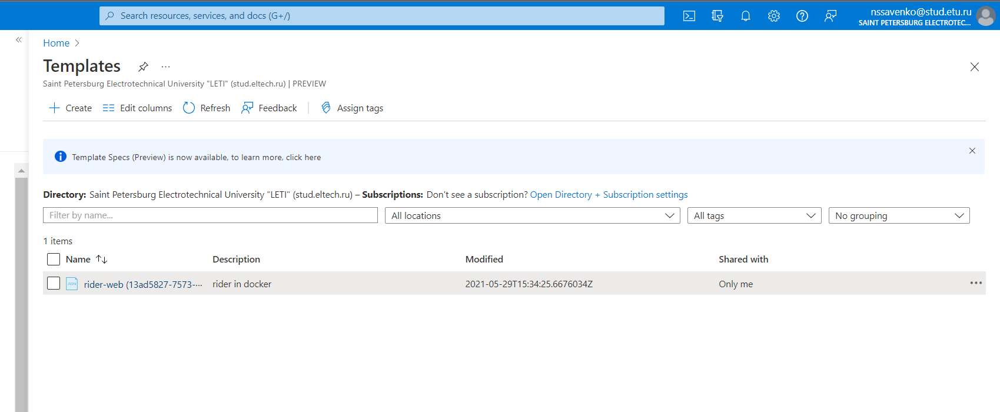 Search resources, services, and docs (G+/)
nssavenko@stud.etu.ru
SAINT PETERSBURG ELECTROTEC...
Home
Templates
Saint Petersburg Electrotechnical University "LETI" (stud.eltech.ru) | PREVIEW
Create Edit columns Refresh Feedback Assign tags
Template Specs (Preview) is now available, to learn more, click here
Directory: Saint Petersburg Electrotechnical University "LETI" (stud.eltech.ru) – Subscriptions: Don't see a subscription? Open Directory + Subscription settings
Filter by name... All locations All tags No grouping
1 items
Name Description Modified Shared with
JSON rider-web (13ad5827-7573-... rider in docker 2021-05-29T15:34:25.6676034Z Only me